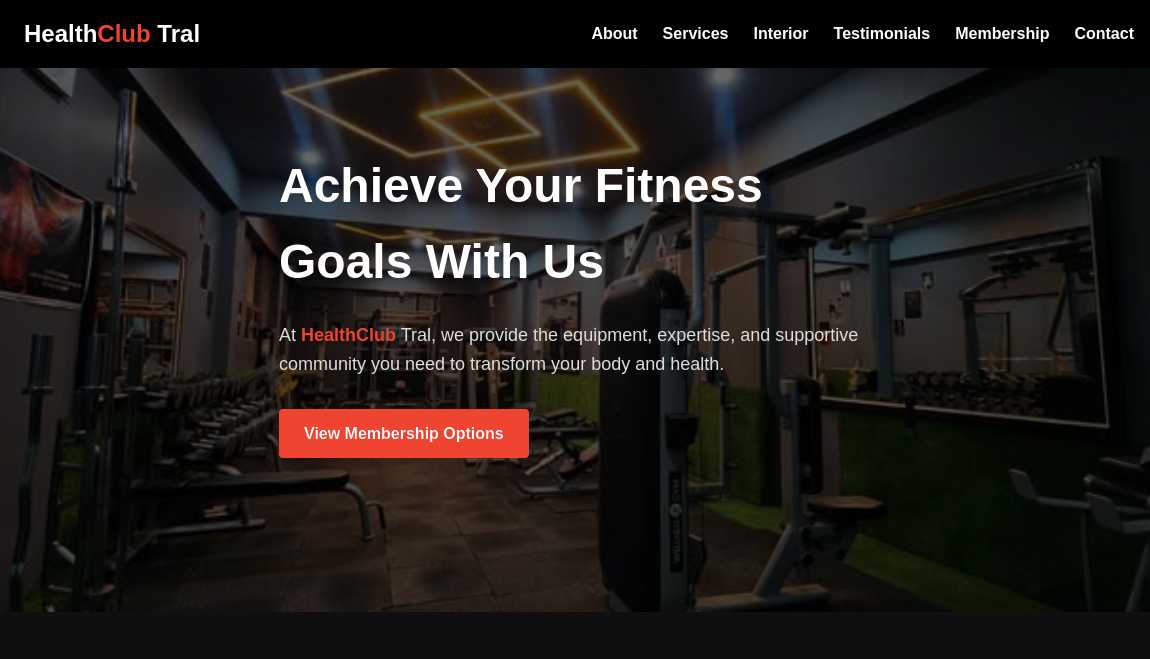 HealthClub Tral
About Services Interior Testimonials Membership Contact
Achieve Your Fitness
Goals With Us
At HealthClub Tral, we provide the equipment, expertise, and supportive
community you need to transform your body and health.
View Membership Options